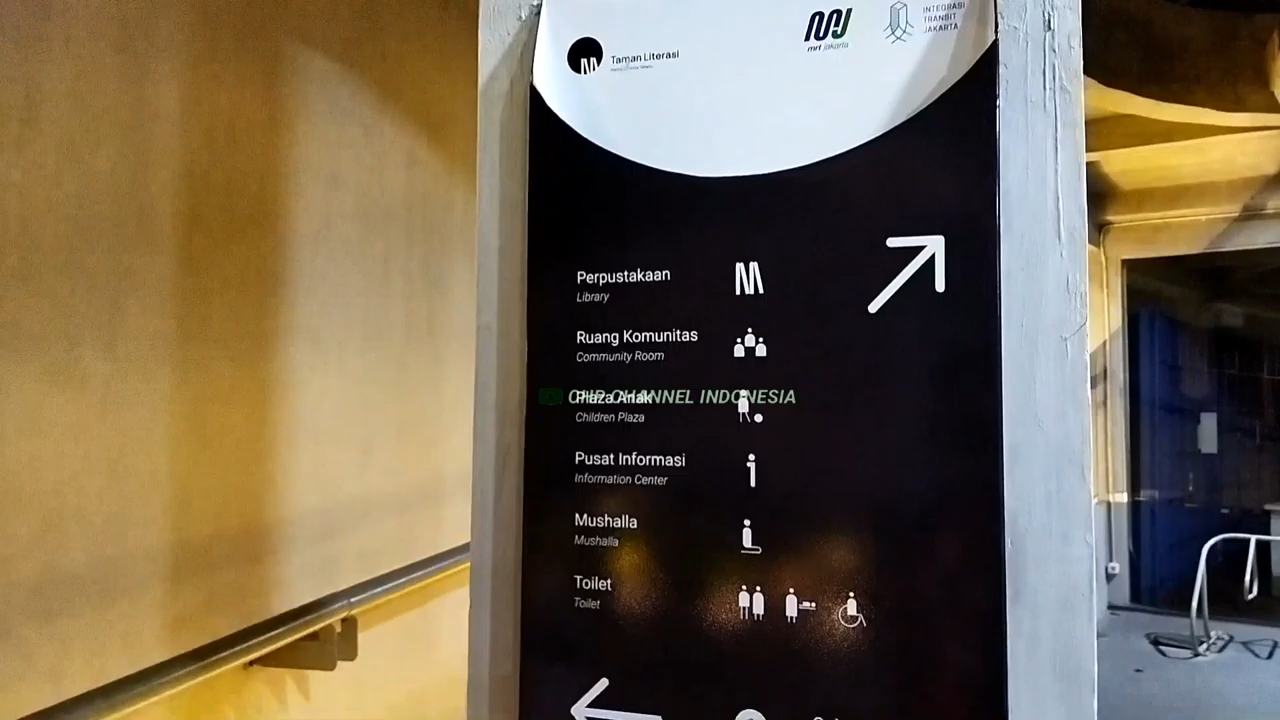 Taman Literasi
mrt jakarta
INTEGRASI
TRANSIT
JAKARTA
Perpustakaan
Library
Ruang Komunitas
Community Room
Plaza Anak
CHANNEL INDONESIA
Children Plaza
Pusat Informasi
Information Center
Mushalla
Mushalla
Toilet
Toilet